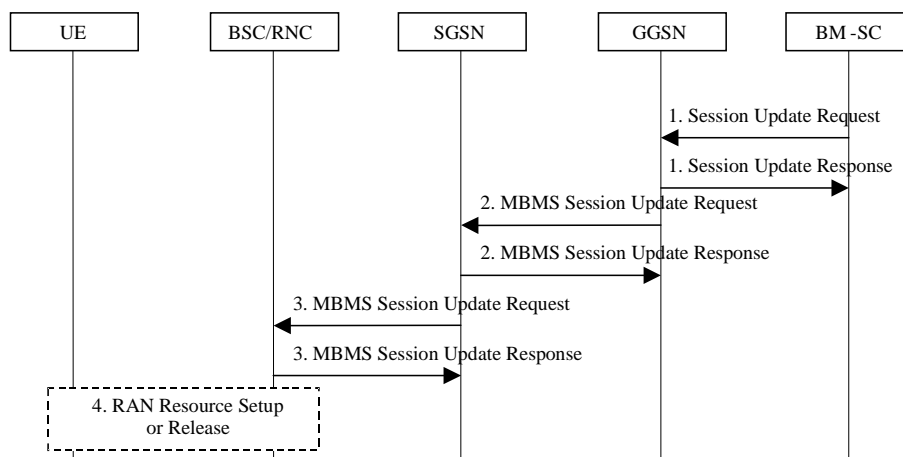 UE
BSC/RNC
SGSN
GGSN
BM-SC
1. Session Update Request
1. Session Update Response
2. MBMS Session Update Request
2. MBMS Session Update Response
3. MBMS Session Update Request
3. MBMS Session Update Response
4. RAN Resource Setup
or Release